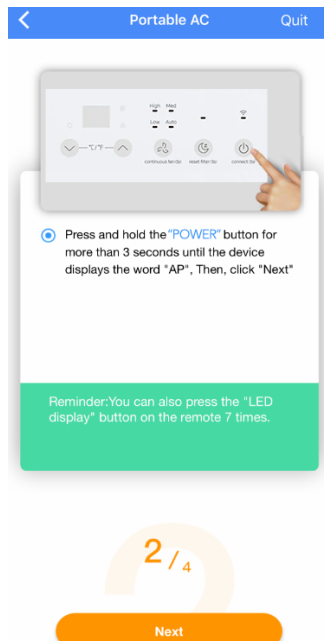 Portable AC
Quit
High Med
Low Auto
°C/°F
continuous fan(3s) reset filter(3s) connect(3s)
Press and hold the "POWER" button for
more than 3 seconds until the device
displays the word "AP", Then, click "Next"
Reminder:You can also press the "LED
display" button on the remote 7 times.
2/4
Next